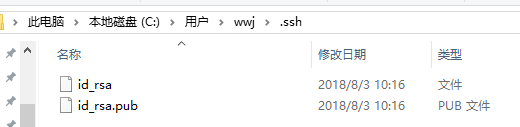 此电脑 > 本地磁盘 (C:) > 用户 > wwj > .ssh
名称 修改日期 类型
id_rsa 2018/8/3 10:16 文件
id_rsa.pub 2018/8/3 10:16 PUB 文件